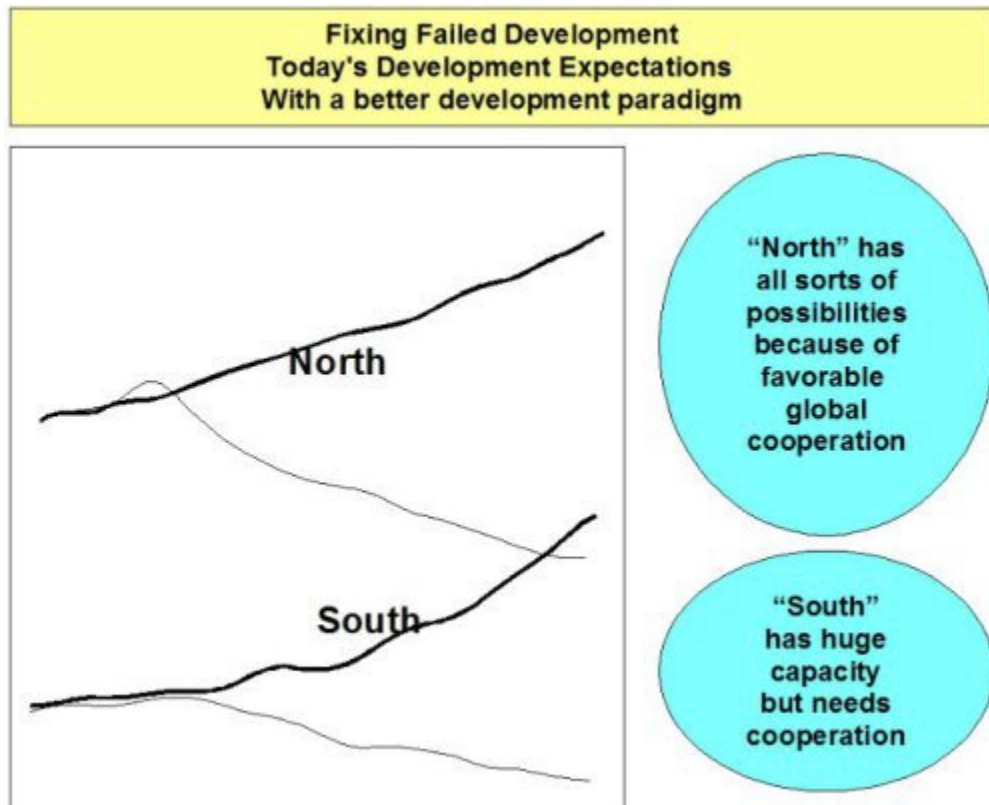 Fixing Failed Development
Today's Development Expectations
With a better development paradigm
North
South
“North” has
all sorts of
possibilities
because of
favorable
global
cooperation
“South”
has huge
capacity
but needs
cooperation